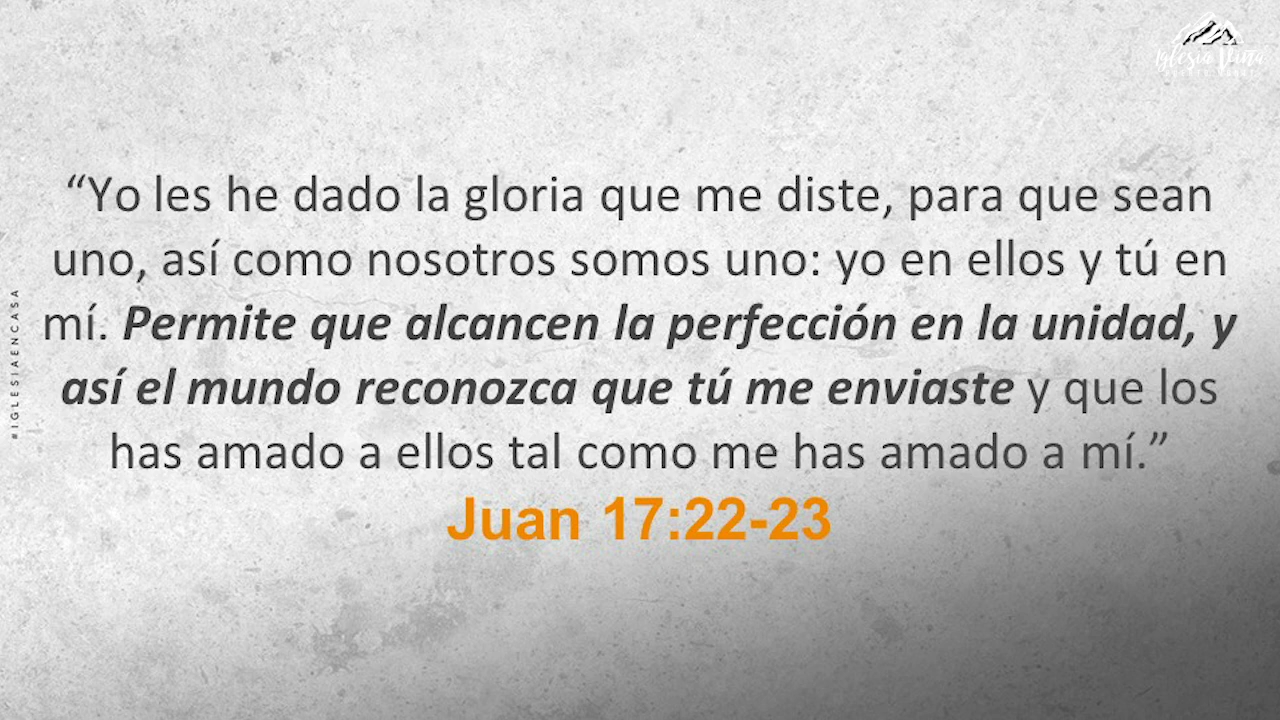 “Yo les he dado la gloria que me diste, para que sean
uno, así como nosotros somos uno: yo en ellos y tú en
mí. Permite que alcancen la perfección en la unidad, y
así el mundo reconozca que tú me enviaste y que los
has amado a ellos tal como me has amado a mí.”
Juan 17:22-23
#IGLESIAENCASA
Iglesia